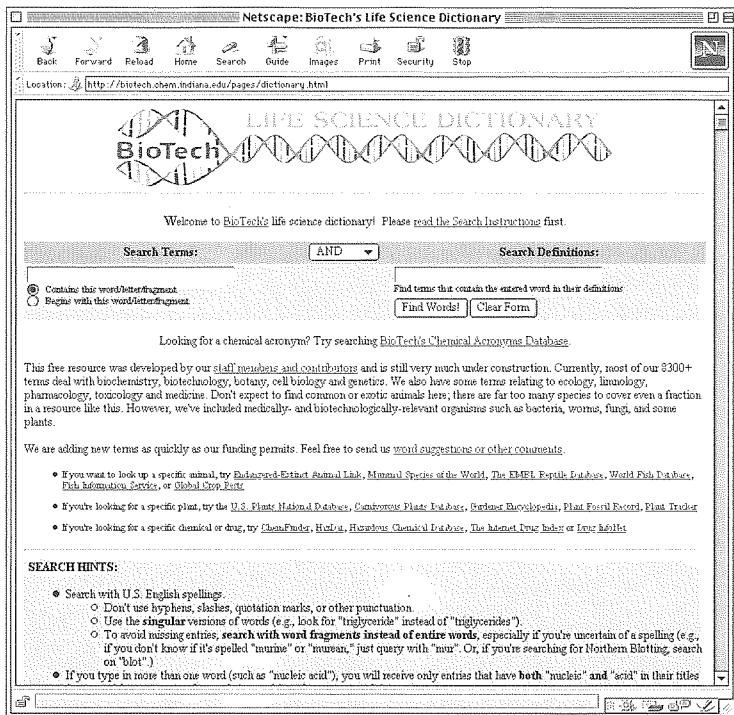 Netscape: BioTech's Life Science Dictionary
Back Forward Reload Home Search Guide Images Print Security Stop
N
Location: http://biotech.chem.indiana.edu/pages/dictionary.html
LIFE SCIENCE DICTIONARY
BioTech
Welcome to BioTech's life science dictionary! Please read the Search Instructions first.
Search Terms: AND Search Definitions:
Contains this word/letter/fragment
Begins with this word/letter/fragment
Find terms that contain the entered word in their definitions
Find Words! Clear Form
Looking for a chemical acronym? Try searching BioTech's Chemical Acronyms Database.
This free resource was developed by our staff members and contributors and is still very much under construction. Currently, most of our 8300+
terms deal with biochemistry, biotechnology, botany, cell biology and genetics. We also have some terms relating to ecology, limnology,
pharmacology, toxicology and medicine. Don't expect to find common or exotic animals here; there are far too many species to cover even a fraction
in a resource like this. However, we've included medically- and biotechnologically-relevant organisms such as bacteria, worms, fungi, and some
plants.
We are adding new terms as quickly as our funding permits. Feel free to send us word suggestions or other comments.
• If you want to look up a specific animal, try Endangered-Extinct Animal Link, Mammal Species of the World, The EMBL Reptile Database, World Fish Database,
Fish Information Service, or Global Crop Pests
• If you're looking for a specific plant, try the U.S. Plants National Database, Carnivorous Plants Database, Gardener Encyclopedia, Plant Fossil Record, Plant Tracker
• If you're looking for a specific chemical or drug, try ChemFinder, HazDat, Hazardous Chemical Database, The Internet Drug Index or Drug InfoNet
SEARCH HINTS:
• Search with U.S. English spellings.
○ Don't use hyphens, slashes, quotation marks, or other punctuation.
○ Use the singular versions of words (e.g., look for "triglyceride" instead of "triglycerides").
○ To avoid missing entries, search with word fragments instead of entire words, especially if you're uncertain of a spelling (e.g.,
if you don't know if it's spelled "murine" or "murean," just query with "mur". Or, if you're searching for Northern Blotting, search
on "blot".)
• If you type in more than one word (such as "nucleic acid"), you will receive only entries that have both "nucleic" and "acid" in their titles